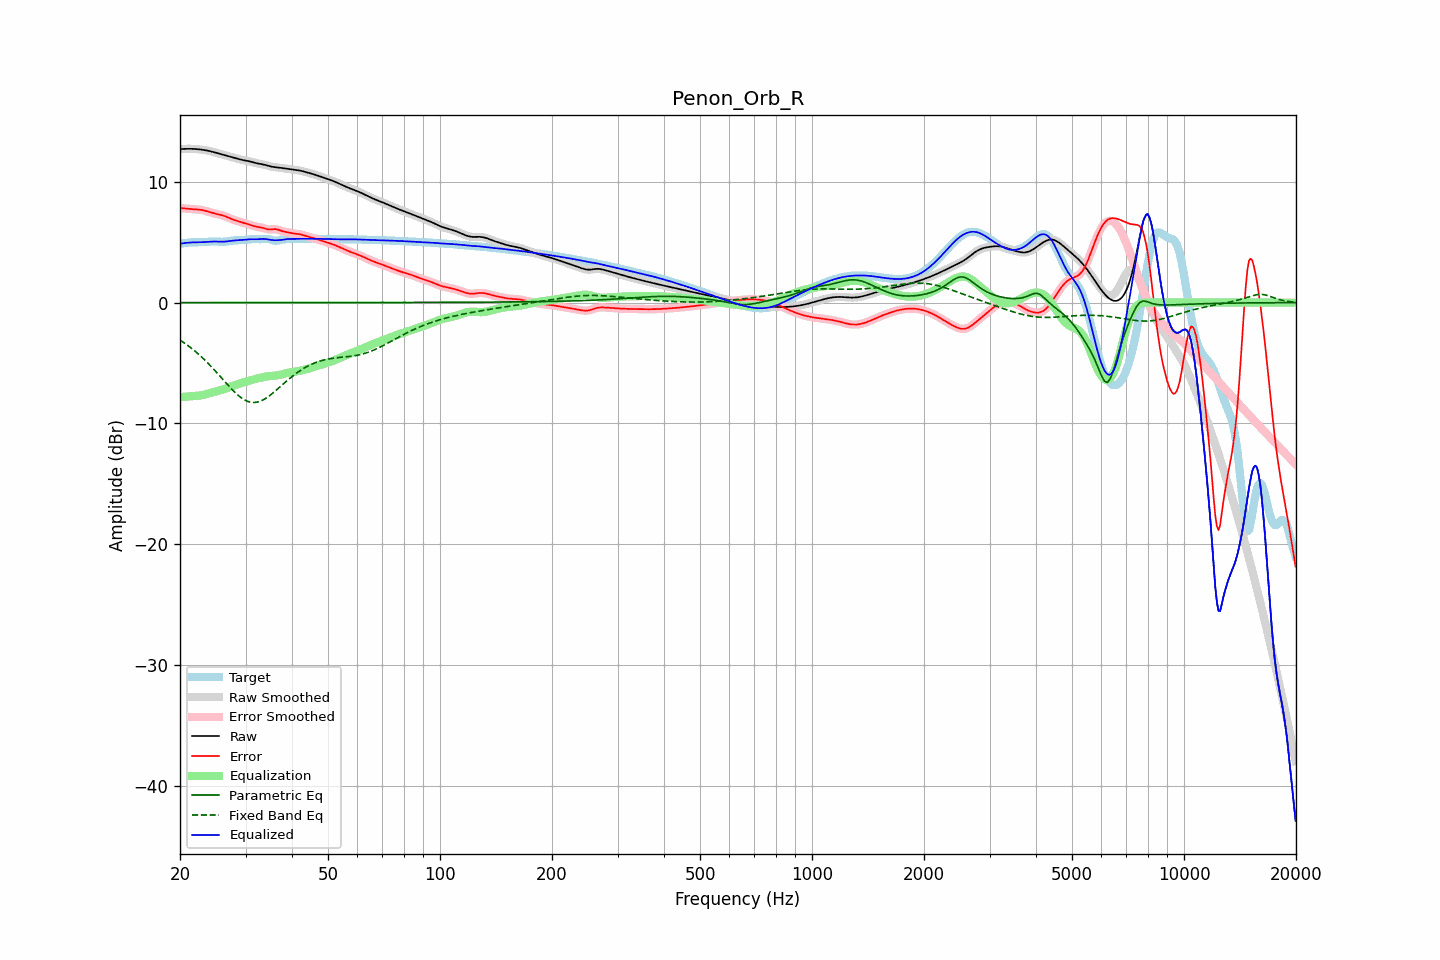 Penon_Orb_R
Amplitude (dBr)
10
0
−10
−20
−30
−40
Target
Raw Smoothed
Error Smoothed
Raw
Error
Equalization
Parametric Eq
Fixed Band Eq
Equalized
20 50 100 200 500 1000 2000 5000 10000 20000
Frequency (Hz)